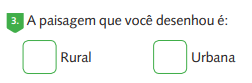 3. A paisagem que você desenhou é:
Rural Urbana